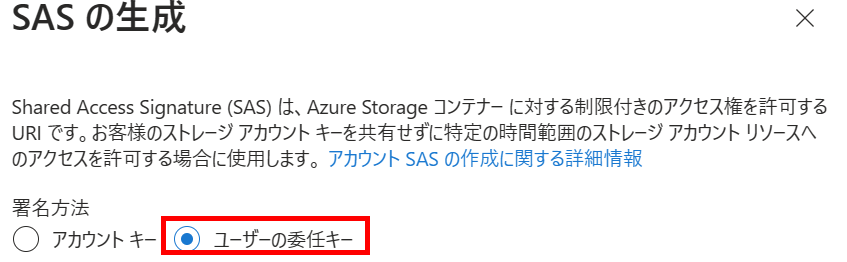 SAS の生成
Shared Access Signature (SAS) は、Azure Storage コンテナー に対する制限付きのアクセス権を許可する
URI です。お客様のストレージ アカウント キーを共有せずに特定の時間範囲のストレージ アカウント リソースへ
のアクセスを許可する場合に使用します。 アカウント SAS の作成に関する詳細情報
署名方法
アカウント キー ユーザーの委任キー